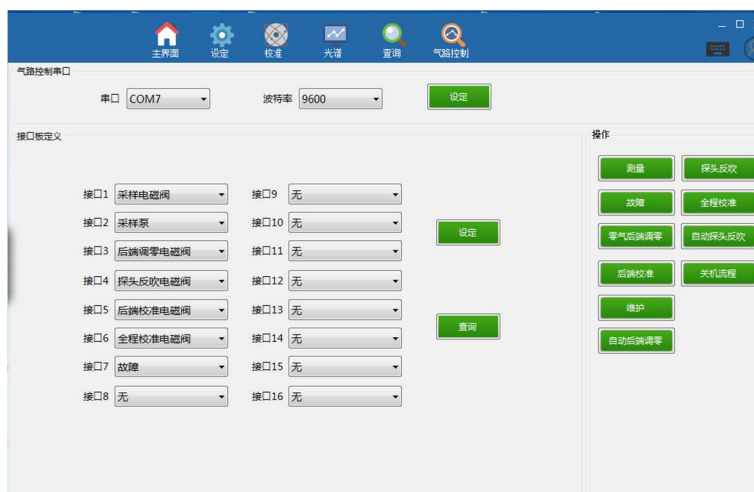 主界面 设定 校准 光谱 查询 气路控制
气路控制串口
串口 COM7 波特率 9600 设定
接口板定义
操作
测量 探头反吹
接口1 采样电磁阀 接口9 无
故障 全程校准
接口2 采样泵 接口10 无
设定
零气后端调零 自动探头反吹
接口3 后端调零电磁阀 接口11 无
后端校准 关机流程
接口4 探头反吹电磁阀 接口12 无
接口5 后端校准电磁阀 接口13 无
维护
查询
接口6 全程校准电磁阀 接口14 无
自动后端调零
接口7 故障 接口15 无
接口8 无 接口16 无